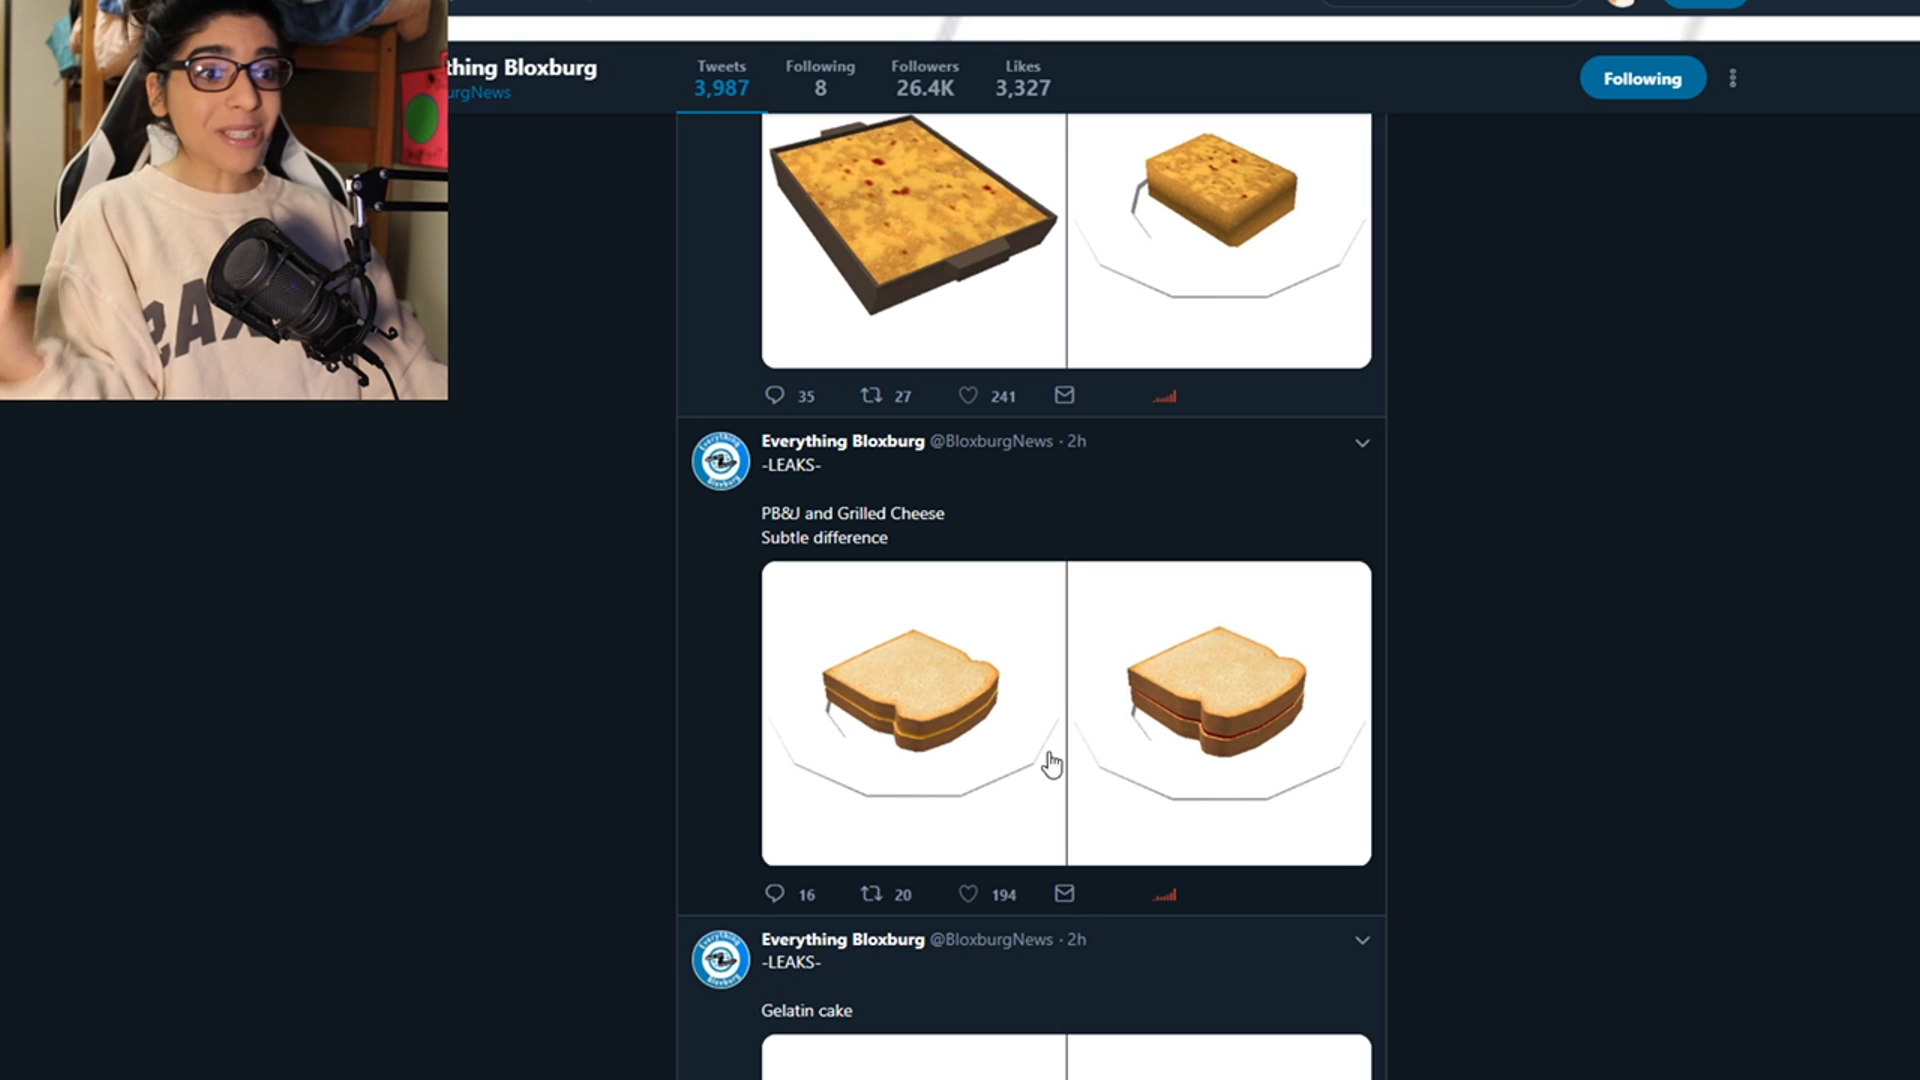 thing Bloxburg
urgNews
Tweets
3,987
Following
8
Followers
26.4K
Likes
3,327
Following
35
27
241
Everything Bloxburg @BloxburgNews · 2h
-LEAKS-
PB&J and Grilled Cheese
Subtle difference
16
20
194
Everything Bloxburg @BloxburgNews · 2h
-LEAKS-
Gelatin cake